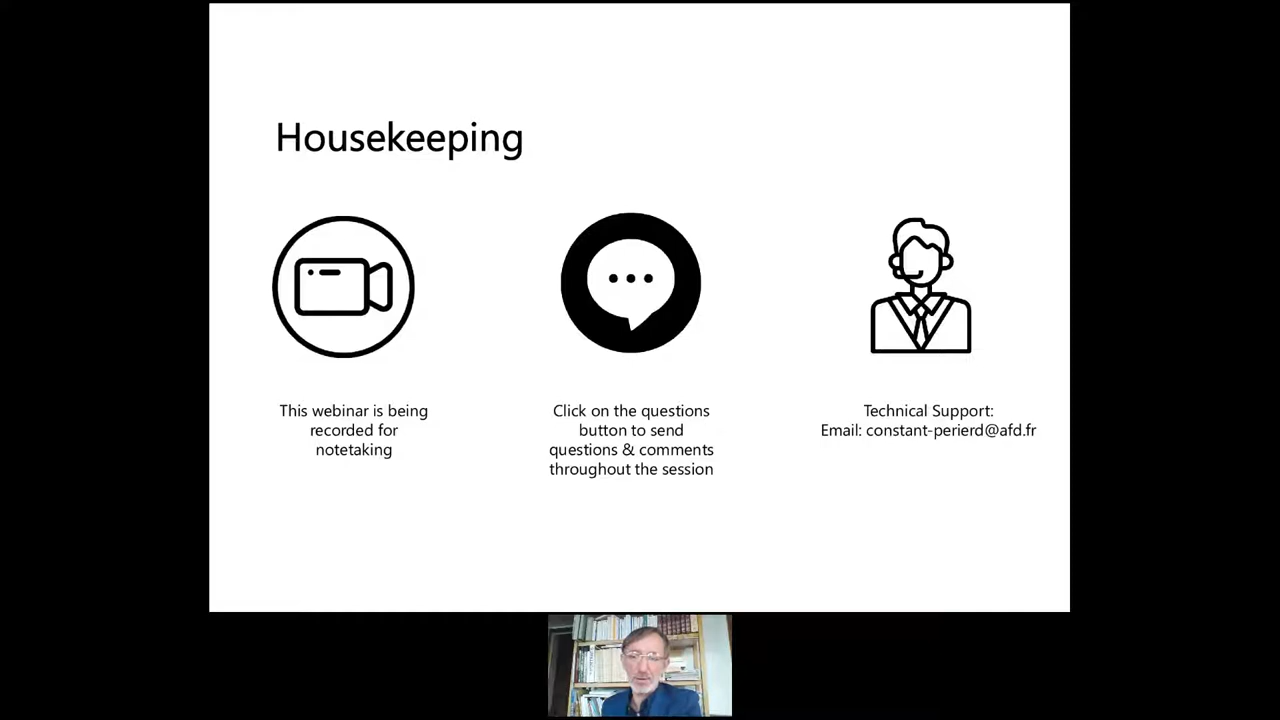 Housekeeping
This webinar is being
recorded for
notetaking
Click on the questions
button to send
questions & comments
throughout the session
Technical Support:
Email: constant-perierd@afd.fr